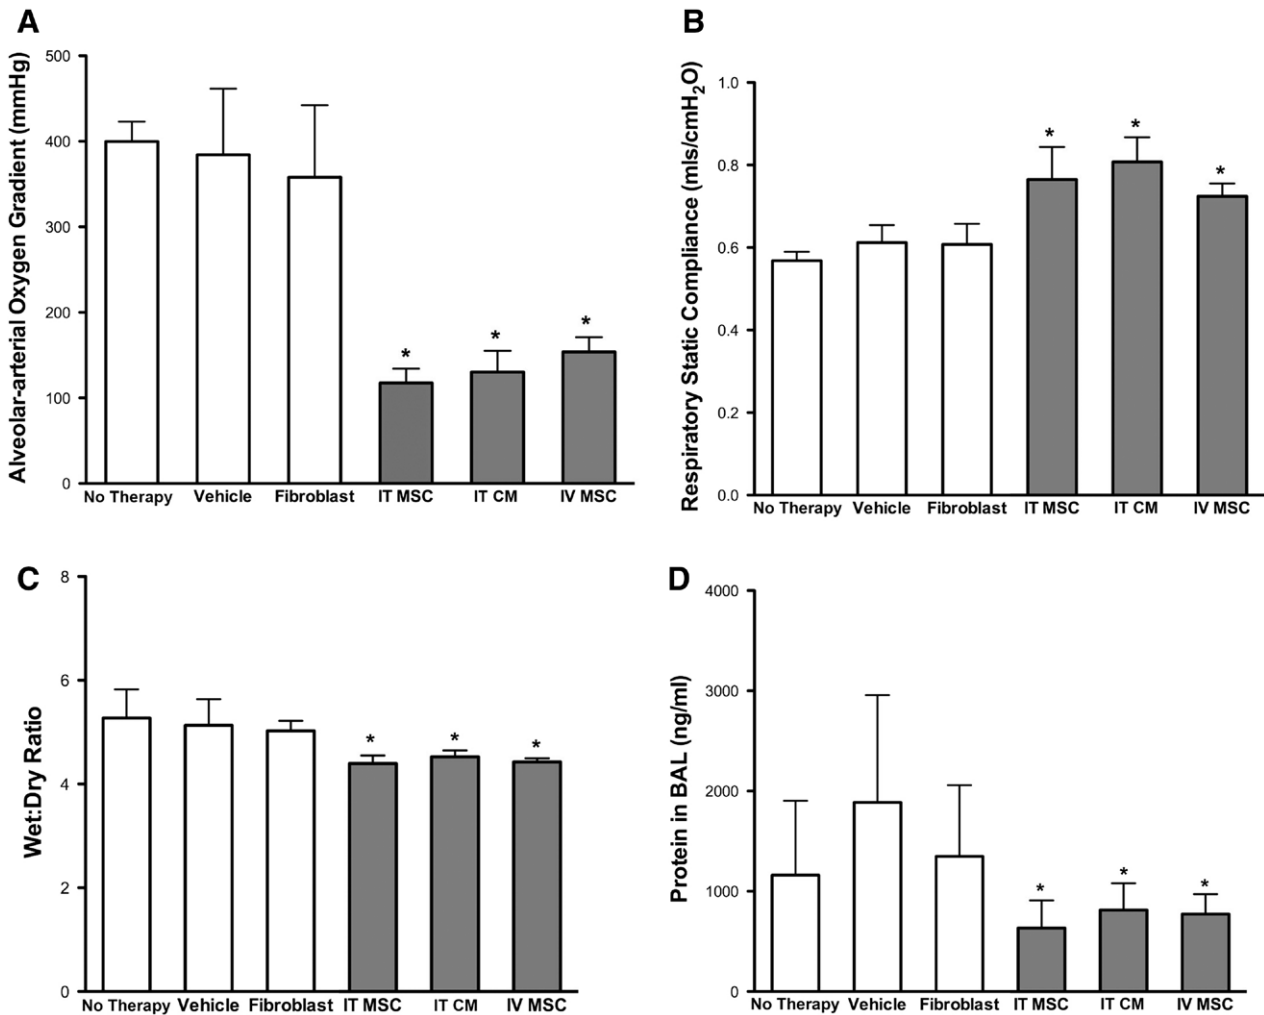 A
Alveolar-arterial Oxygen Gradient (mmHg)
500
400
300
200
100
0
*
*
*
No Therapy
Vehicle
Fibroblast
IT MSC
IT CM
IV MSC
B
Respiratory Static Compliance (mls/cmH₂O)
1.0
0.8
0.6
0.4
0.2
0.0
*
*
*
No Therapy
Vehicle
Fibroblast
IT MSC
IT CM
IV MSC
C
Wet:Dry Ratio
8
6
4
2
0
*
*
*
No Therapy
Vehicle
Fibroblast
IT MSC
IT CM
IV MSC
D
Protein in BAL (ng/ml)
4000
3000
2000
1000
0
*
*
*
No Therapy
Vehicle
Fibroblast
IT MSC
IT CM
IV MSC